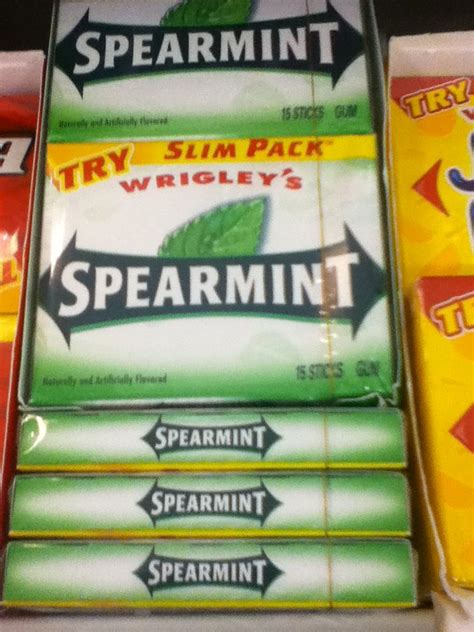 SPEARMINT
Naturally and Artificially Flavored
15 STICKS GUM
TRY SLIM PACK
WRIGLEY'S
SPEARMINT
Naturally and Artificially Flavored
15 STICKS GUM
SPEARMINT
SPEARMINT
SPEARMINT
TRY